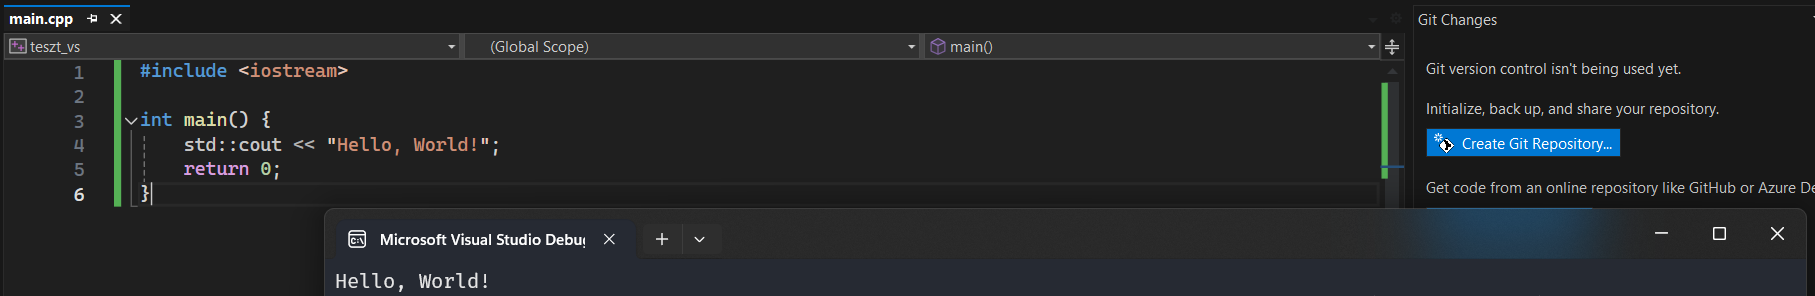 main.cpp
Git Changes
teszt_vs
(Global Scope)
main()
1 #include <iostream>
2
3 int main() {
4 std::cout << "Hello, World!";
5 return 0;
6 }
Git version control isn't being used yet.
Initialize, back up, and share your repository.
Create Git Repository...
Get code from an online repository like GitHub or Azure De
Microsoft Visual Studio Debug
Hello, World!